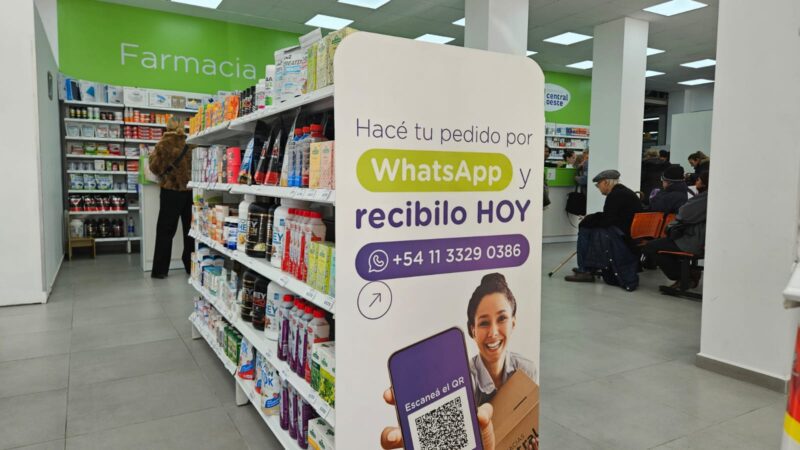 Farmacia
central
oeste
Hacé tu pedido por
WhatsApp y
recibilo HOY
+54 11 3329 0386
Escaneá el QR